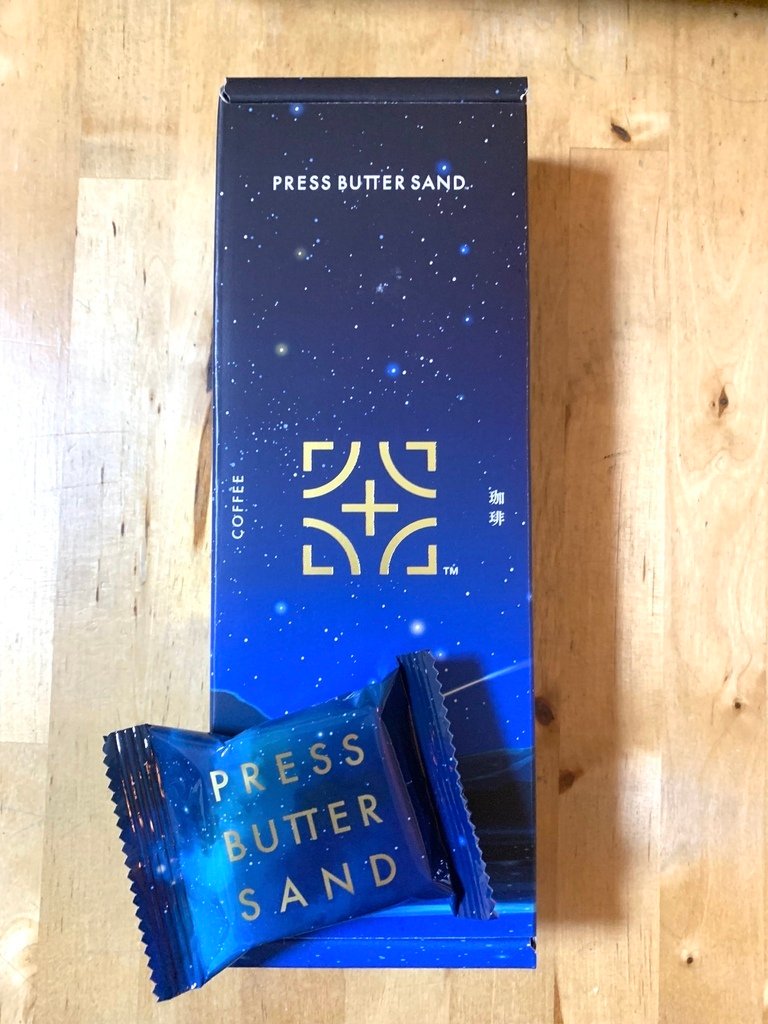 PRESS BUTTER SAND
COFFEE
珈琲
TM
PRESS
BUTTER
SAND